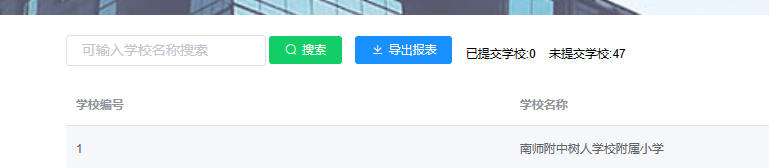 可输入学校名称搜索 搜索 导出报表 已提交学校:0 未提交学校:47
学校编号 学校名称
1 南师附中树人学校附属小学